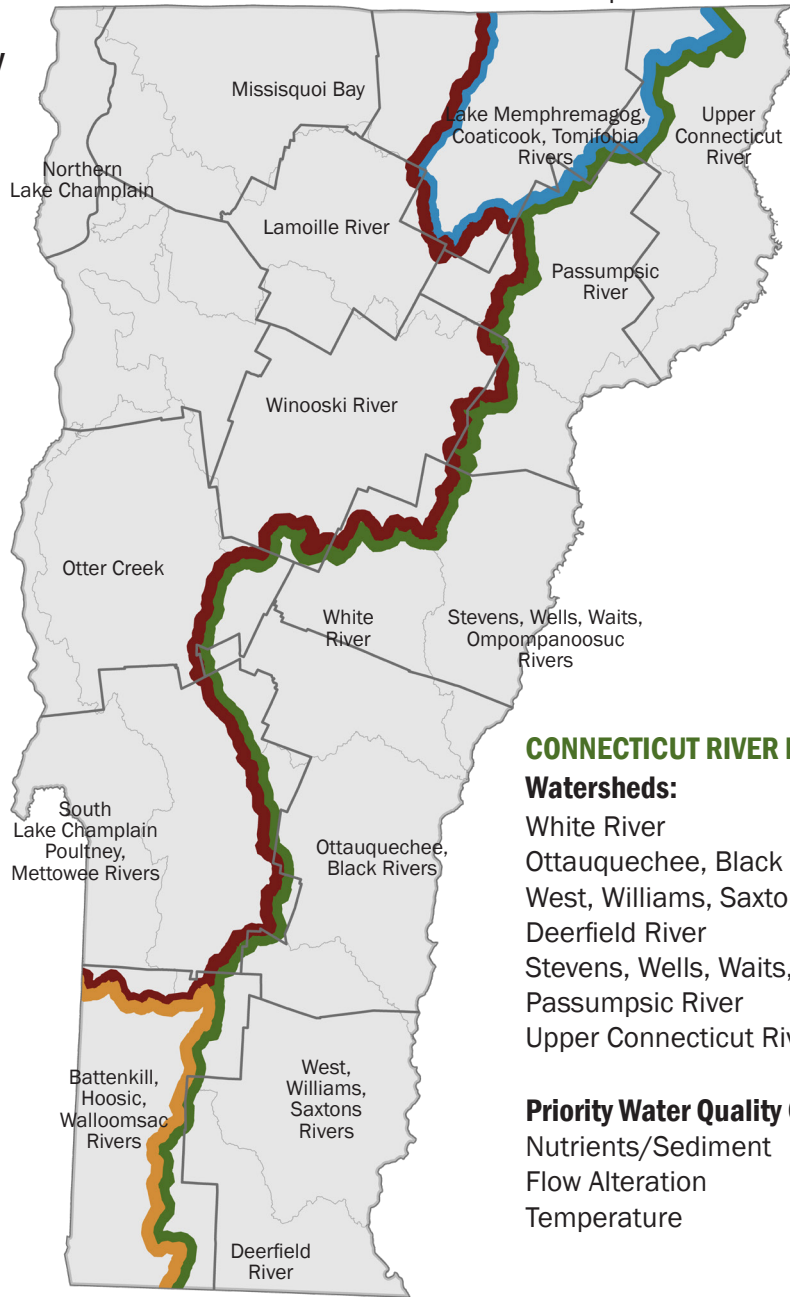 Missisquoi Bay
Lake Memphremagog,
Coaticook, Tomifobia
Rivers
Upper
Connecticut
River
Northern
Lake Champlain
Lamoille River
Passumpsic
River
Winooski River
Otter Creek
White
River
Stevens, Wells, Waits,
Ompompanoosuc
Rivers
South
Lake Champlain
Poultney,
Mettowee Rivers
Ottauquechee,
Black Rivers
Battenkill,
Hoosic,
Walloomsac
Rivers
West,
Williams,
Saxtons
Rivers
Deerfield
River
CONNECTICUT RIVER
Watersheds:
White River
Ottauquechee, Black
West, Williams, Saxto
Deerfield River
Stevens, Wells, Waits,
Passumpsic River
Upper Connecticut Riv
Priority Water Quality
Nutrients/Sediment
Flow Alteration
Temperature